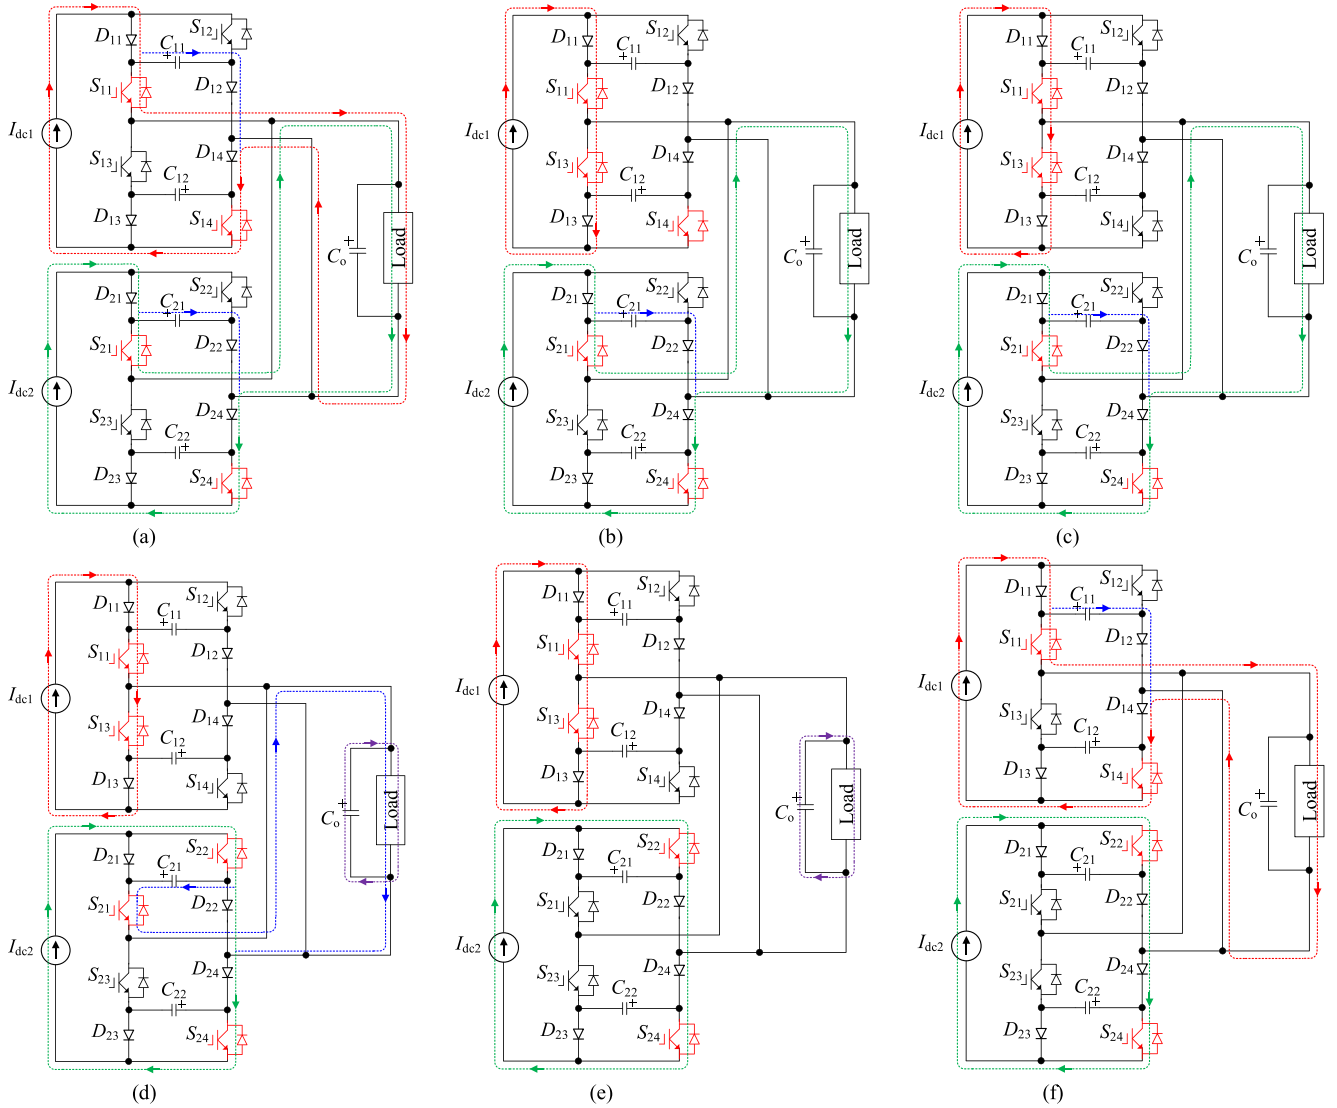 D11
C11
+
S12
S11
D12
Idc1
S13
D14
C12
+
D13
S14
Co
+
Load
D21
C21
+
S22
S21
D22
Idc2
S23
D24
C22
+
D23
S24
(a)
D11
C11
+
S12
S11
D12
Idc1
S13
D14
C12
+
D13
S14
Co
+
Load
D21
C21
+
S22
S21
D22
Idc2
S23
D24
C22
+
D23
S24
(b)
D11
C11
+
S12
S11
D12
Idc1
S13
D14
C12
+
D13
S14
Co
+
Load
D21
C21
+
S22
S21
D22
Idc2
S23
D24
C22
+
D23
S24
(c)
D11
C11
+
S12
S11
D12
Idc1
S13
D14
C12
+
D13
S14
Co
+
Load
D21
C21
+
S22
S21
D22
Idc2
S23
D24
C22
+
D23
S24
(d)
D11
C11
+
S12
S11
D12
Idc1
S13
D14
C12
+
D13
S14
Co
+
Load
D21
C21
+
S22
S21
D22
Idc2
S23
D24
C22
+
D23
S24
(e)
D11
C11
+
S12
S11
D12
Idc1
S13
D14
C12
+
D13
S14
Co
+
Load
D21
C21
+
S22
S21
D22
Idc2
S23
D24
C22
+
D23
S24
(f)